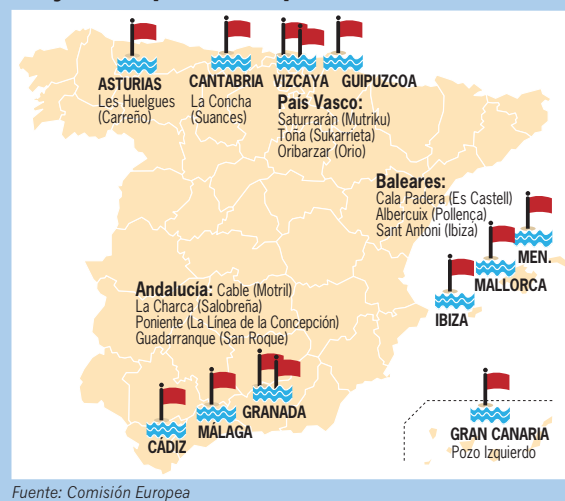 ASTURIAS
Les Huelgues
(Carreño)
CANTABRIA
La Concha
(Suances)
VIZCAYA
GUIPUZCOA
País Vasco:
Saturrarán (Mutriku)
Toña (Sukarrieta)
Oribarzar (Orio)
Baleares:
Cala Padera (Es Castell)
Albercuix (Pollença)
Sant Antoni (Ibiza)
MEN.
MALLORCA
IBIZA
Andalucía: Cable (Motril)
La Charca (Salobreña)
Poniente (La Línea de la Concepción)
Guadarranque (San Roque)
GRANADA
MÁLAGA
CÁDIZ
GRAN CANARIA
Pozo Izquierdo
Fuente: Comisión Europea